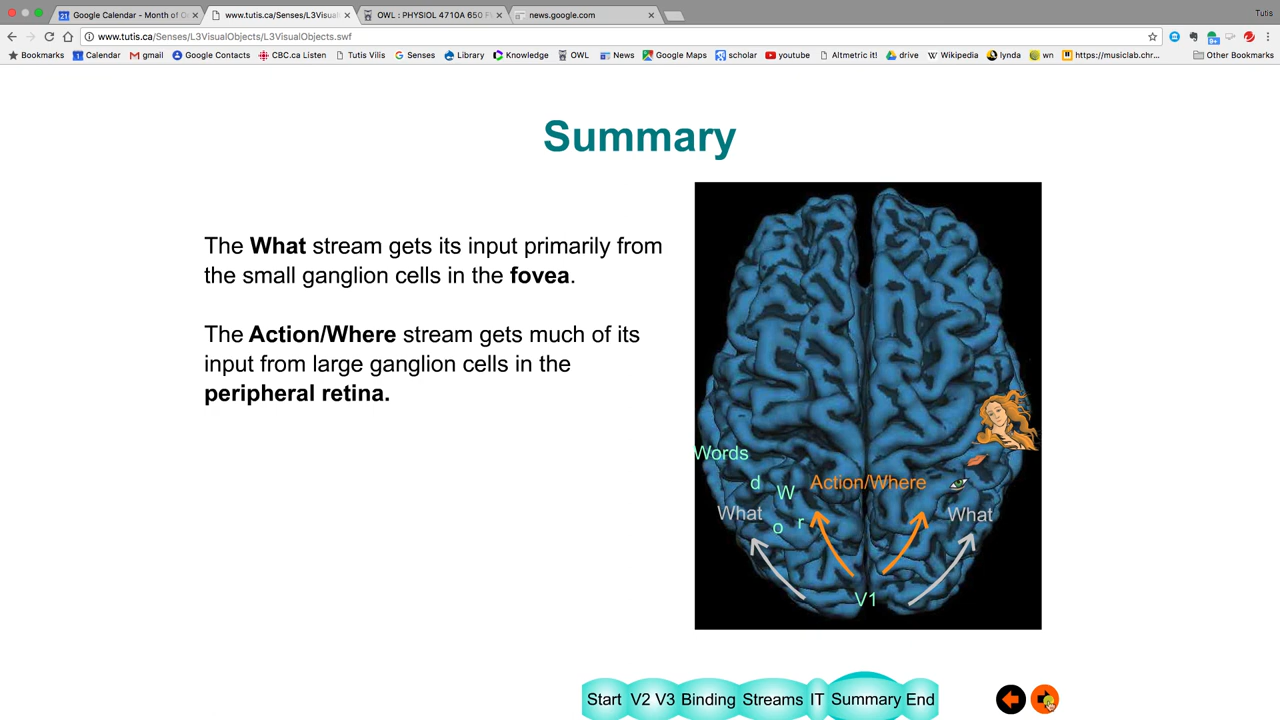 Google Calendar - Month of O
www.tutis.ca/Senses/L3Visual
OWL : PHYSIOL 4710A 650 F
news.google.com
Tutis
www.tutis.ca/Senses/L3VisualObjects/L3VisualObjects.swf
Bookmarks Calendar gmail Google Contacts CBC.ca Listen Tutis Vilis Senses Library Knowledge OWL News Google Maps scholar youtube Altmetric it! drive Wikipedia lynda wn https://musiclab.chr... Other Bookmarks
Summary
The What stream gets its input primarily from
the small ganglion cells in the fovea.
The Action/Where stream gets much of its
input from large ganglion cells in the
peripheral retina.
Words
d
W
Action/Where
What
o
r
What
V1
Start V2 V3 Binding Streams IT Summary End